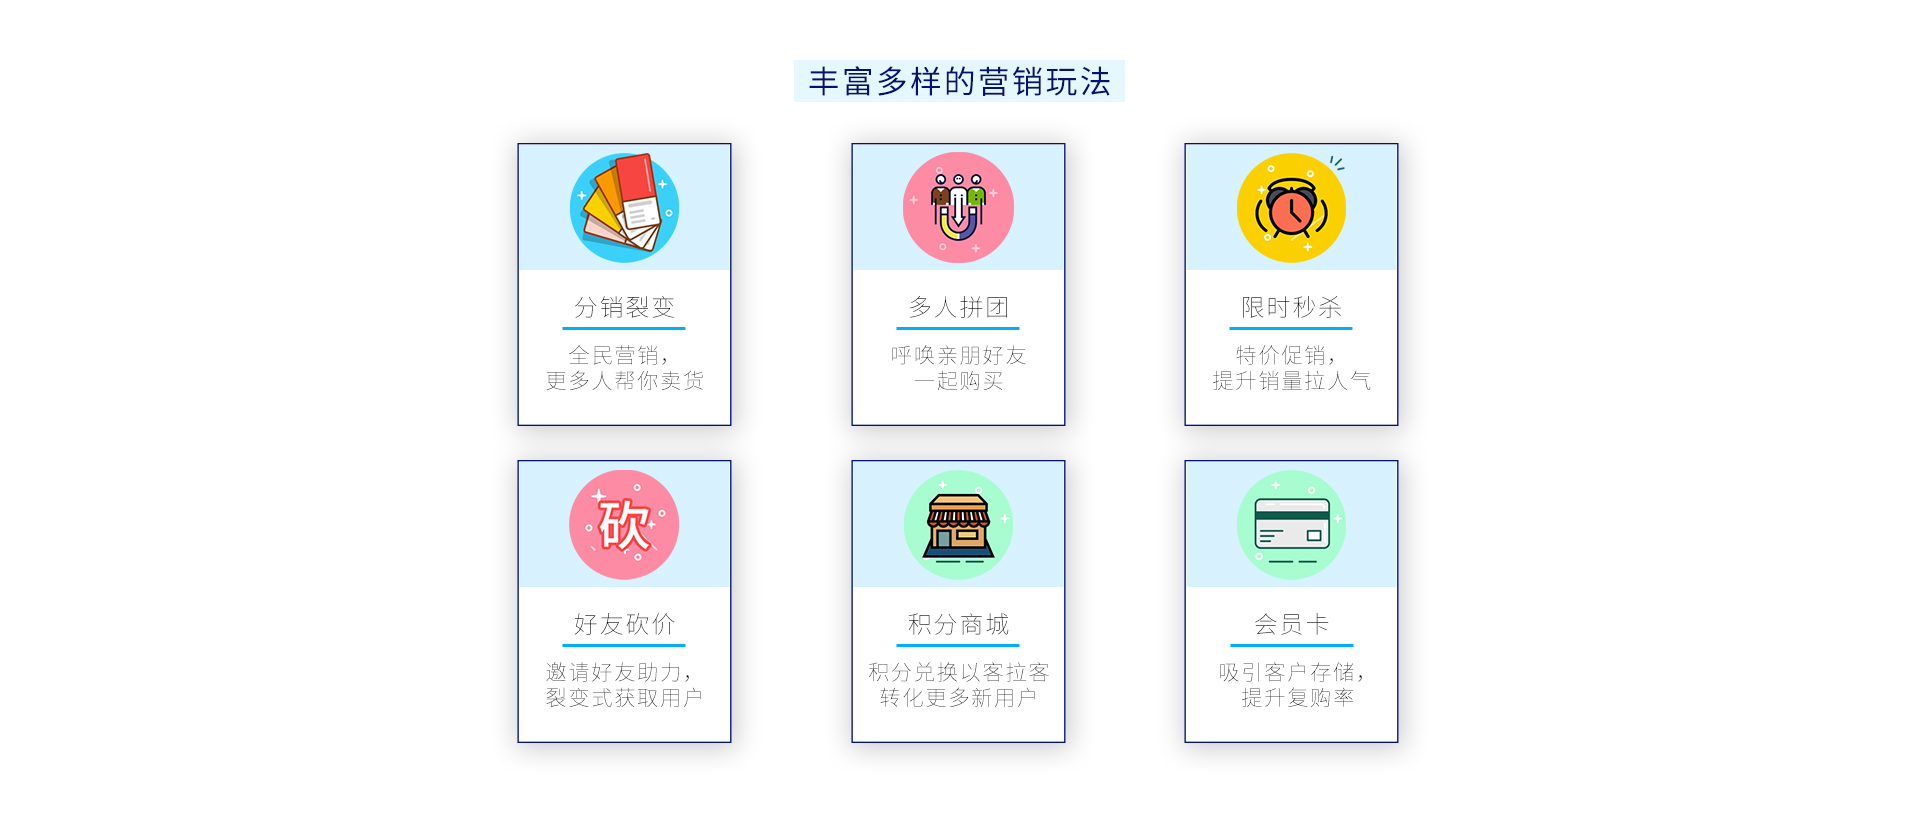 丰富多样的营销玩法
分销裂变
全民营销，
更多人帮你卖货
多人拼团
呼唤亲朋好友
一起购买
限时秒杀
特价促销，
提升销量拉人气
砍
好友砍价
邀请好友助力，
裂变式获取用户
积分商城
积分兑换以客拉客
转化更多新用户
会员卡
吸引客户存储，
提升复购率